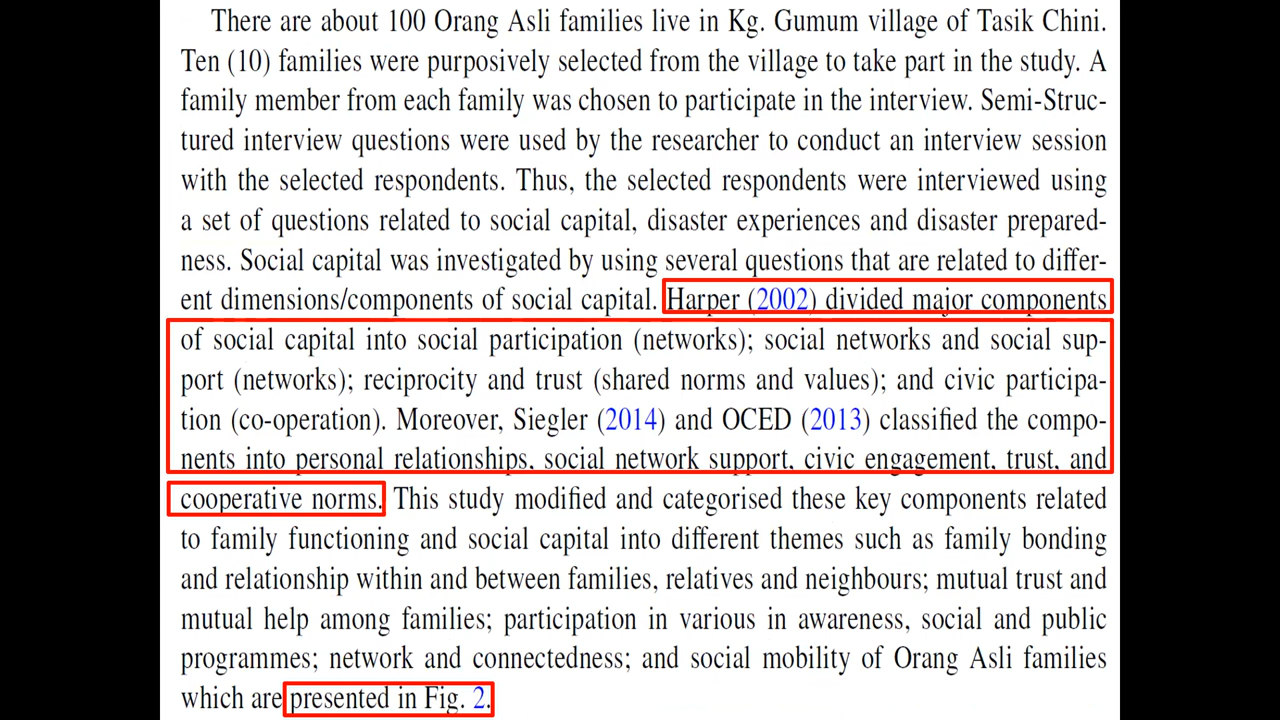 There are about 100 Orang Asli families live in Kg. Gumum village of Tasik Chini.
Ten (10) families were purposively selected from the village to take part in the study. A
family member from each family was chosen to participate in the interview. Semi-Struc-
tured interview questions were used by the researcher to conduct an interview session
with the selected respondents. Thus, the selected respondents were interviewed using
a set of questions related to social capital, disaster experiences and disaster prepared-
ness. Social capital was investigated by using several questions that are related to differ-
ent dimensions/components of social capital. Harper (2002) divided major components
of social capital into social participation (networks); social networks and social sup-
port (networks); reciprocity and trust (shared norms and values); and civic participa-
tion (co-operation). Moreover, Siegler (2014) and OCED (2013) classified the compo-
nents into personal relationships, social network support, civic engagement, trust, and
cooperative norms. This study modified and categorised these key components related
to family functioning and social capital into different themes such as family bonding
and relationship within and between families, relatives and neighbours; mutual trust and
mutual help among families; participation in various in awareness, social and public
programmes; network and connectedness; and social mobility of Orang Asli families
which are presented in Fig. 2.